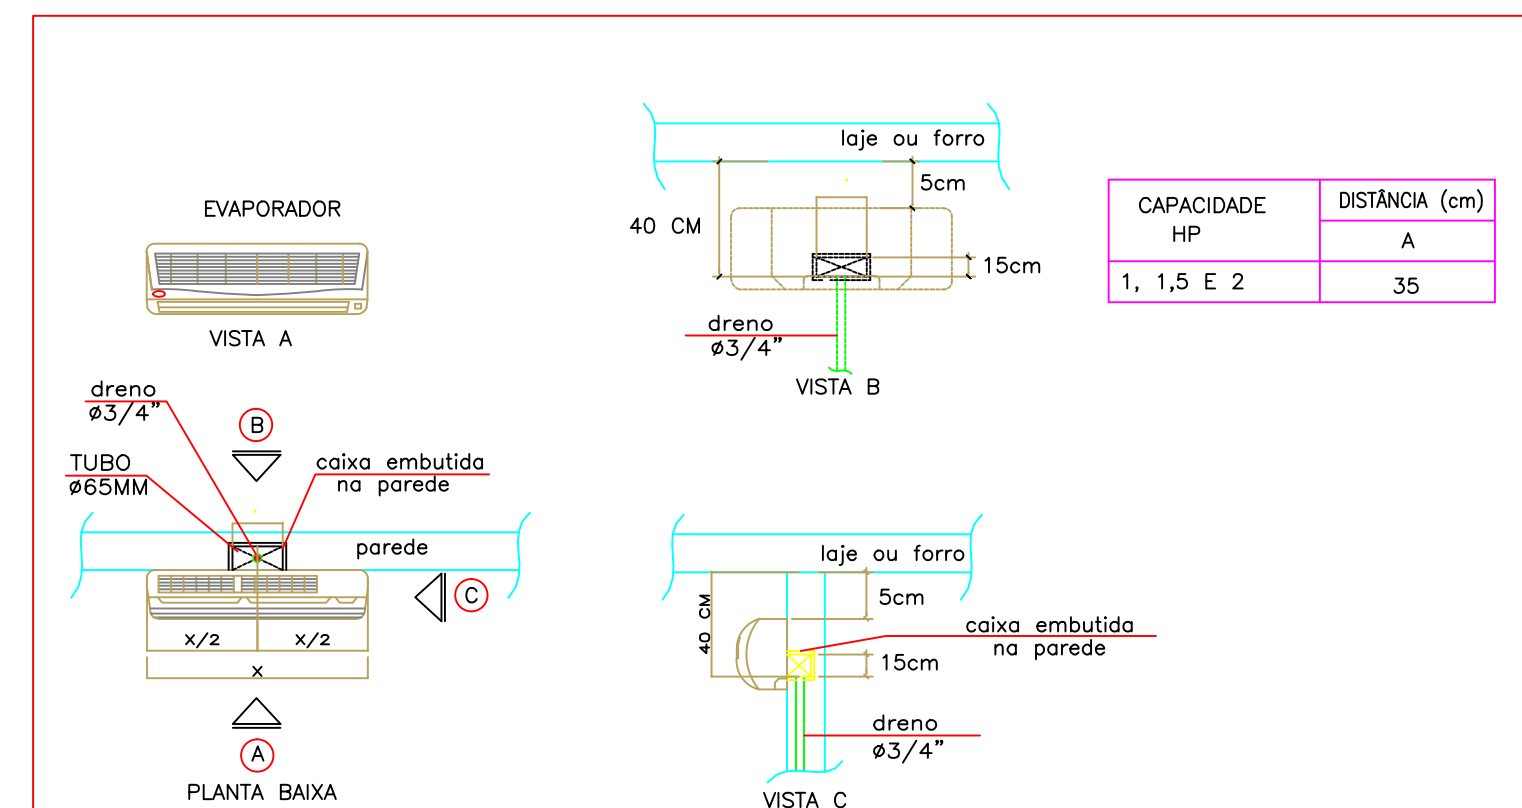 EVAPORADOR
VISTA A
laje ou forro
5cm
40 CM
15cm
dreno
ø3/4”
VISTA B
CAPACIDADE
HP
DISTÂNCIA (cm)
A
1, 1,5 E 2
35
dreno
ø3/4”
B
TUBO
ø65MM
caixa embutida
na parede
parede
C
x/2
x/2
x
A
PLANTA BAIXA
laje ou forro
5cm
40 CM
caixa embutida
na parede
15cm
dreno
ø3/4”
VISTA C